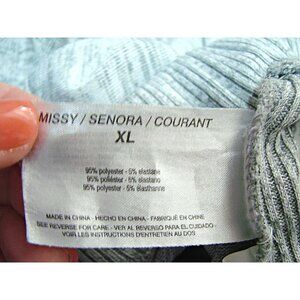 MISSY / SENORA / COURANT
XL
95% polyester - 5% elastane
95% poliéster - 5% elastano
95% polyester - 5% élasthanne
MADE IN CHINA - HECHO EN CHINA - FABRIQUÉ EN CHINE
SEE REVERSE FOR CARE - VER AL REVERSO PARA EL CUIDADO
VOIR LES INSTRUCTIONS D'ENTRETIEN AU DOS